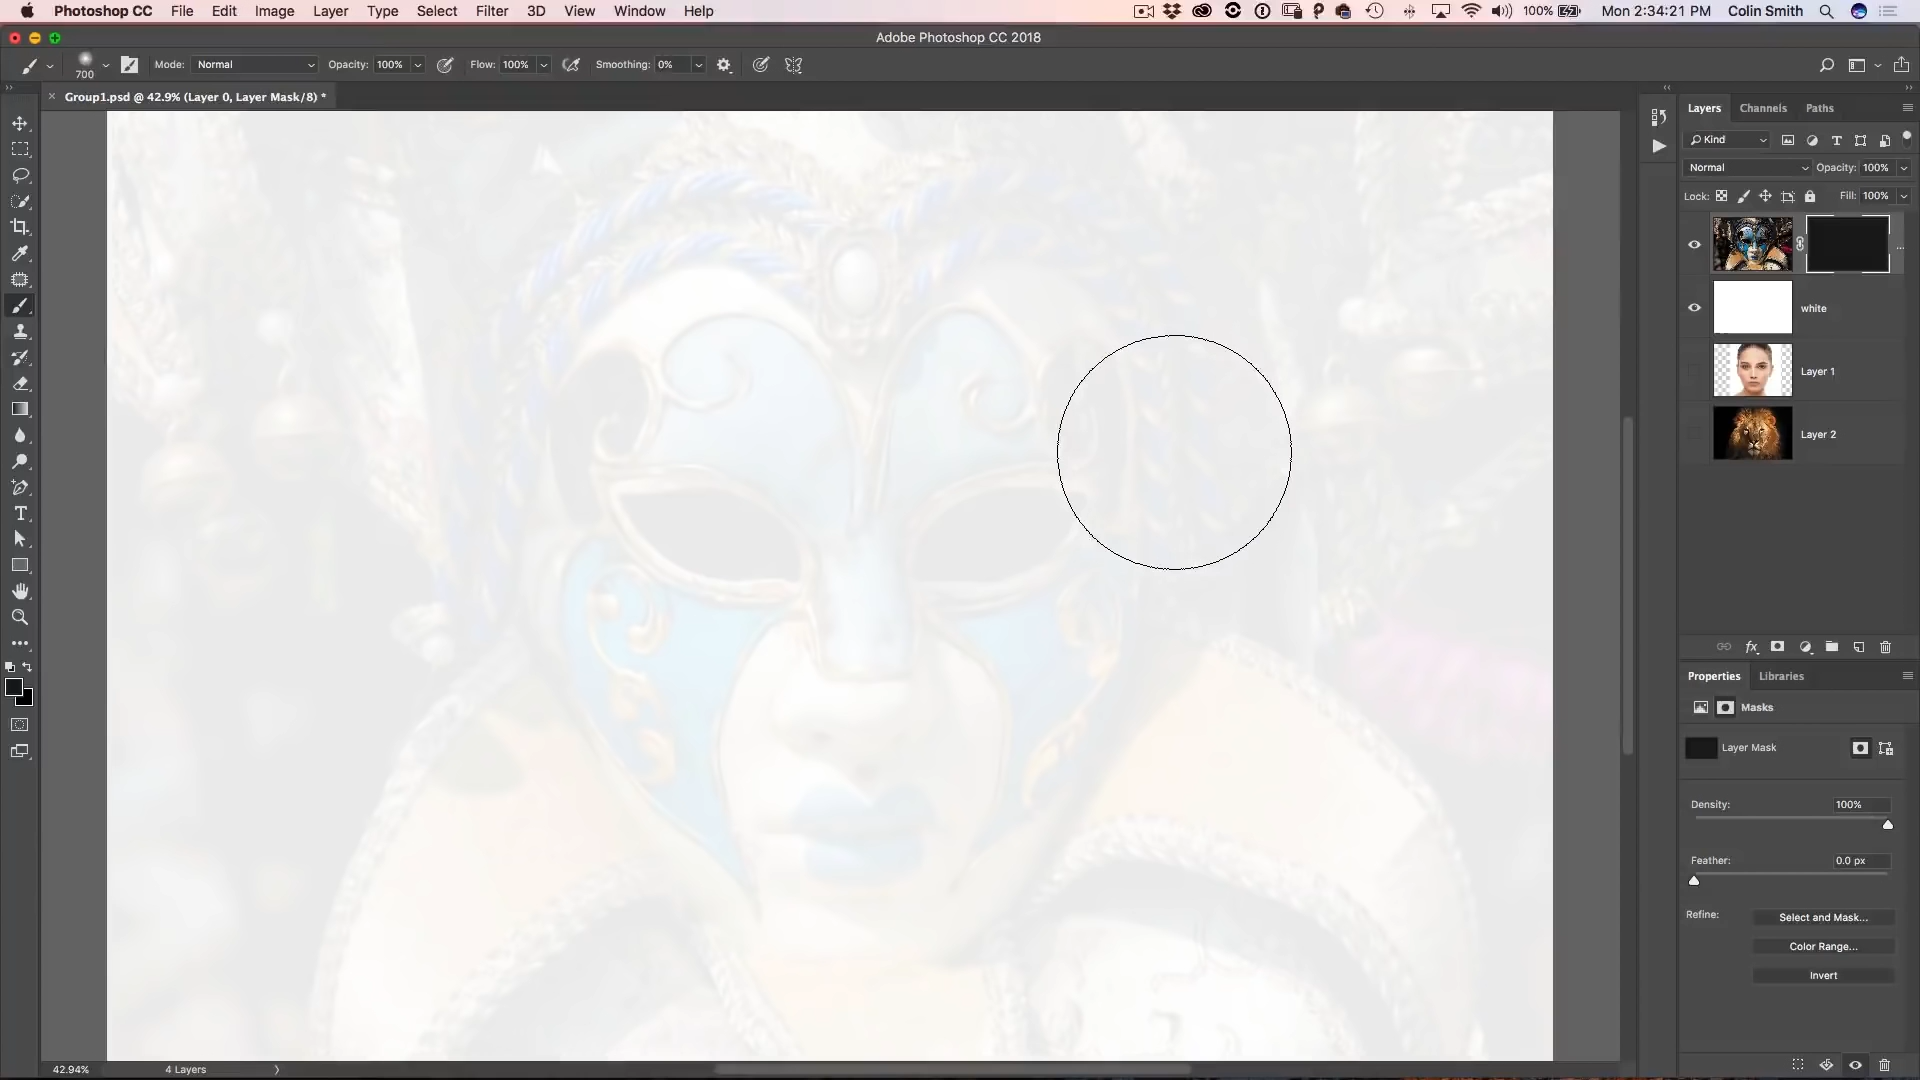 Photoshop CC File Edit Image Layer Type Select Filter 3D View Window Help 100% Mon 2:34:21 PM Colin Smith
Adobe Photoshop CC 2018
700 Mode: Normal Opacity: 100% Flow: 100% Smoothing: 0%
Group1.psd @ 42.9% (Layer 0, Layer Mask/8) *
Layers Channels Paths
Kind
Normal Opacity: 100%
Lock: Fill: 100%
...
white
Layer 1
Layer 2
fx
Properties Libraries
Masks
Layer Mask
Density: 100%
Feather: 0.0 px
Refine: Select and Mask...
Color Range...
Invert
42.94% 4 Layers